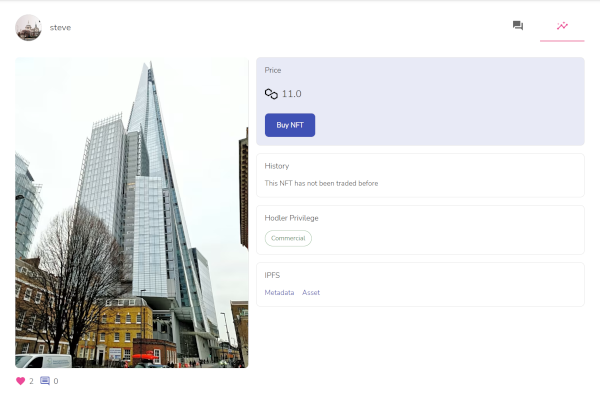 steve
Price
11.0
Buy NFT
History
This NFT has not been traded before
Hodler Privilege
Commercial
IPFS
Metadata Asset
2 0